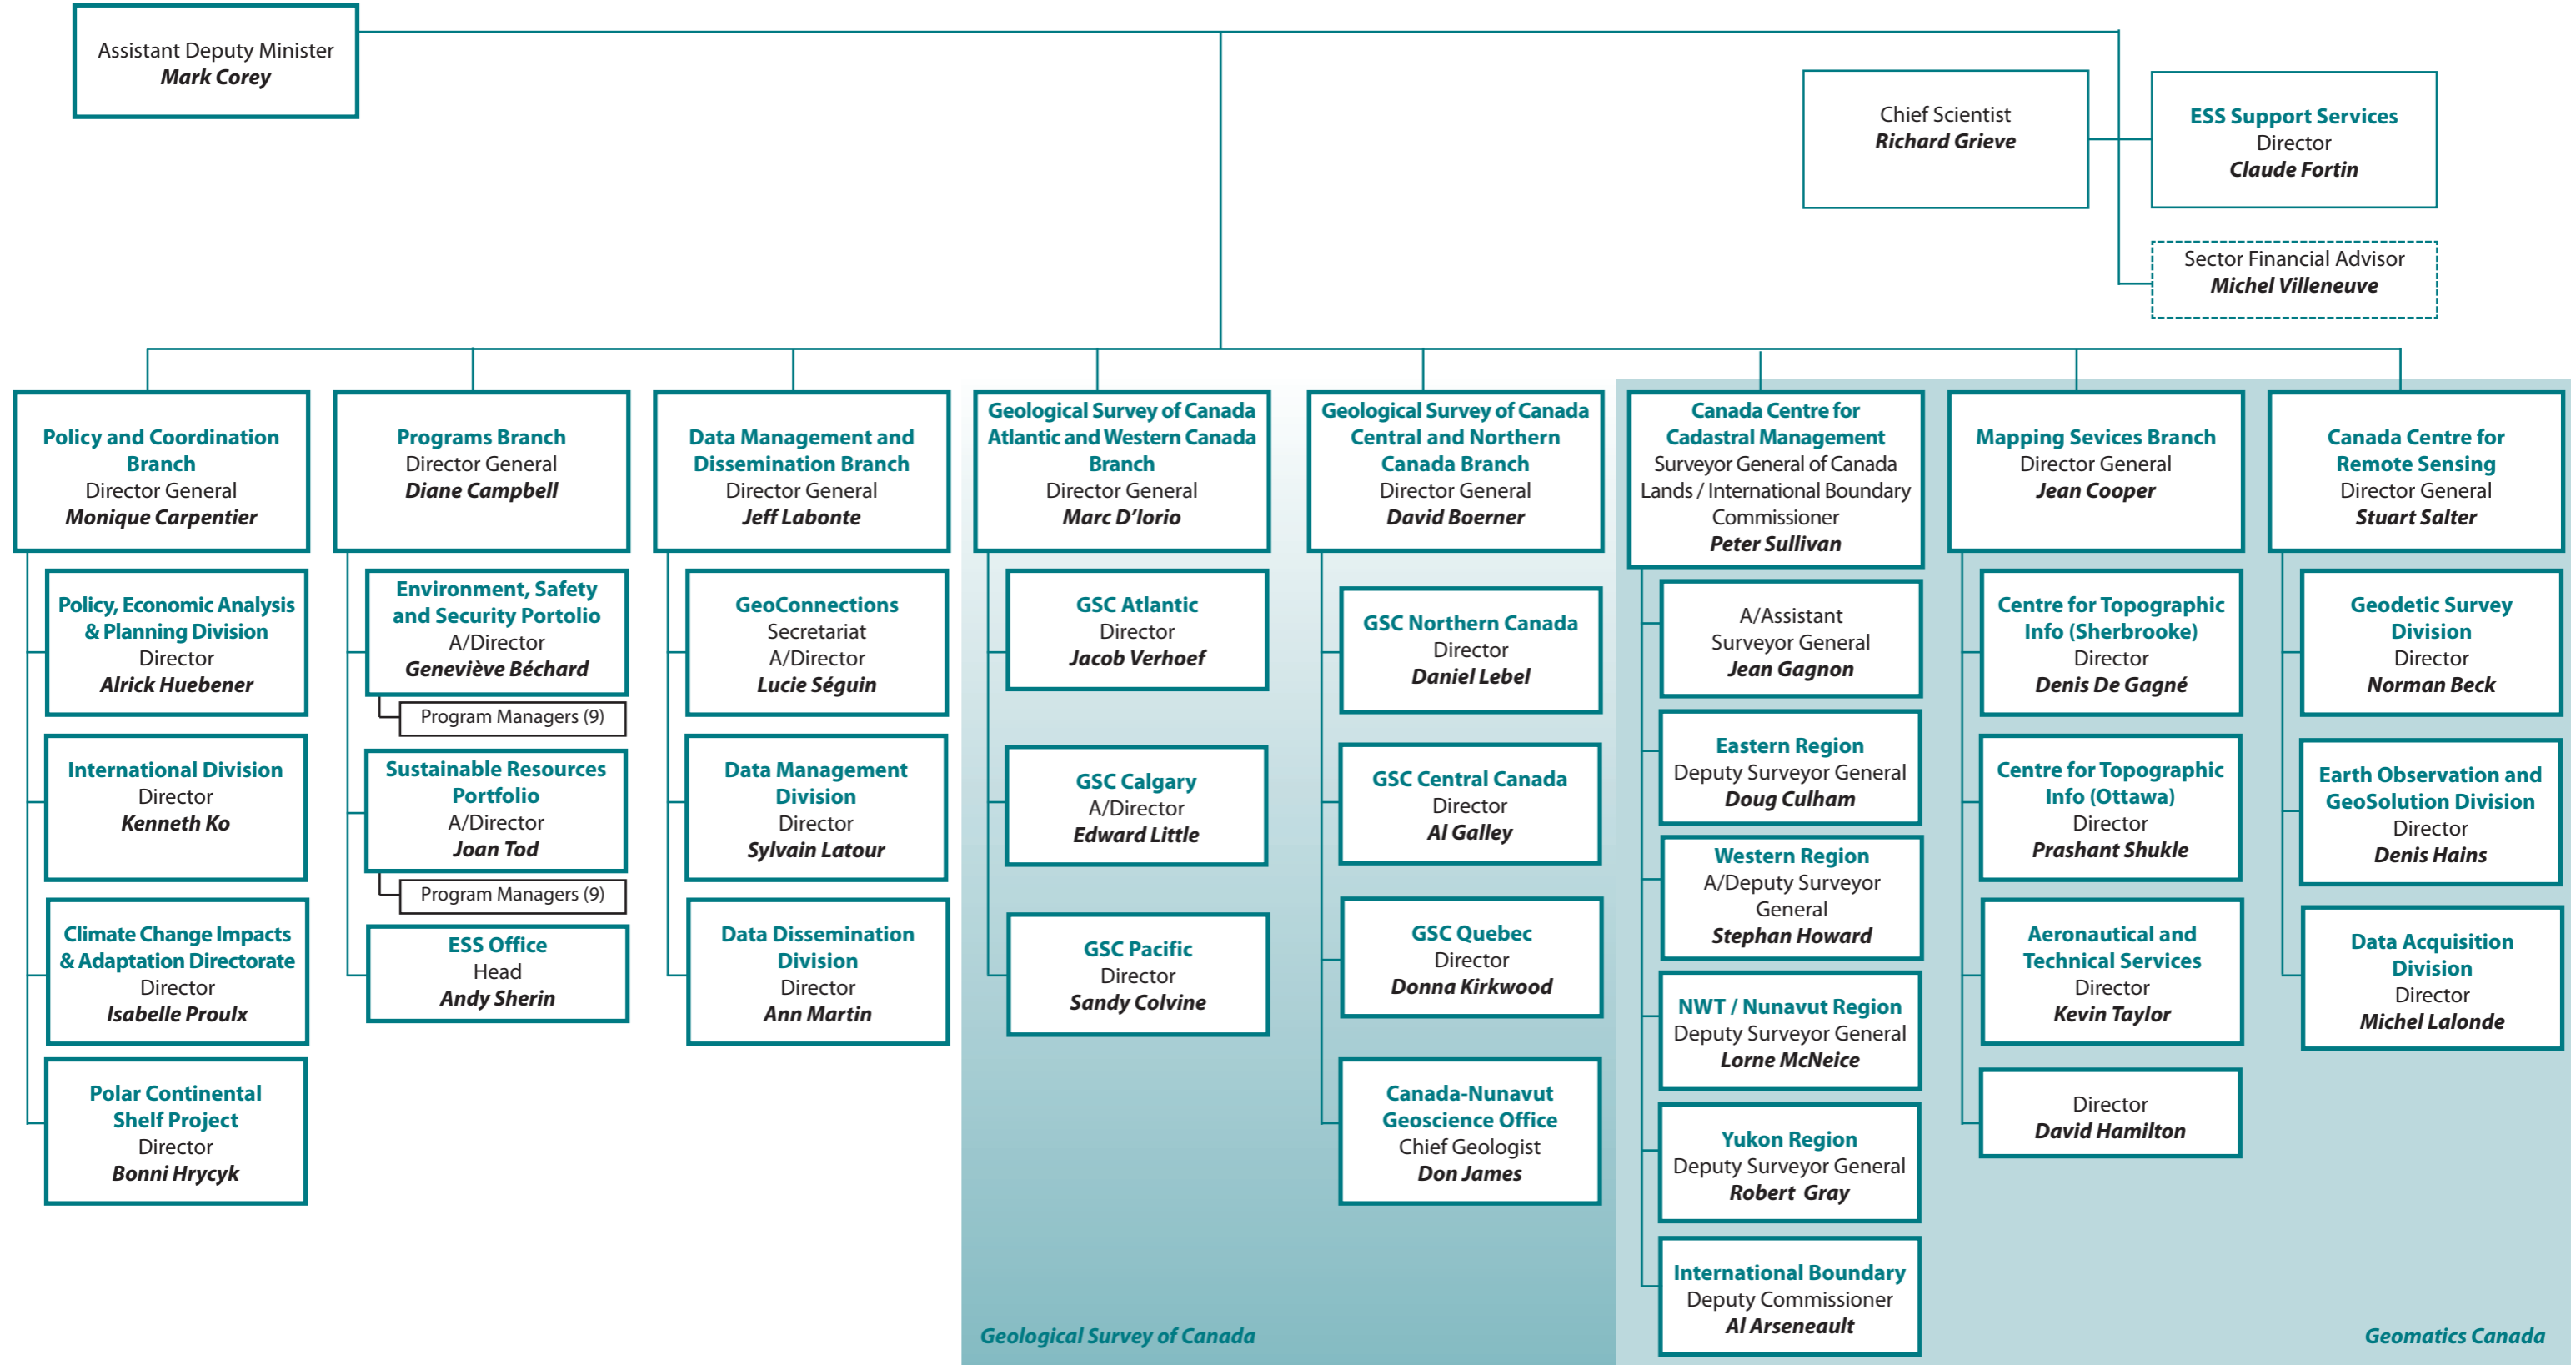 Assistant Deputy Minister
Mark Corey
Chief Scientist
Richard Grieve
ESS Support Services
Director
Claude Fortin
Sector Financial Advisor
Michel Villeneuve
Policy and Coordination
Branch
Director General
Monique Carpentier
Policy, Economic Analysis
& Planning Division
Director
Alrick Huebener
International Division
Director
Kenneth Ko
Climate Change Impacts
& Adaptation Directorate
Director
Isabelle Proulx
Polar Continental
Shelf Project
Director
Bonni Hrycyk
Programs Branch
Director General
Diane Campbell
Environment, Safety
and Security Portolio
A/Director
Geneviève Béchard
Program Managers (9)
Sustainable Resources
Portfolio
A/Director
Joan Tod
Program Managers (9)
ESS Office
Head
Andy Sherin
Data Management and
Dissemination Branch
Director General
Jeff Labonte
GeoConnections
Secretariat
A/Director
Lucie Séguin
Data Management
Division
Director
Sylvain Latour
Data Dissemination
Division
Director
Ann Martin
Geological Survey of Canada
Atlantic and Western Canada
Branch
Director General
Marc D'Iorio
GSC Atlantic
Director
Jacob Verhoef
GSC Calgary
A/Director
Edward Little
GSC Pacific
Director
Sandy Colvine
Geological Survey of Canada
Central and Northern
Canada Branch
Director General
David Boerner
GSC Northern Canada
Director
Daniel Lebel
GSC Central Canada
Director
Al Galley
GSC Quebec
Director
Donna Kirkwood
Canada-Nunavut
Geoscience Office
Chief Geologist
Don James
Geological Survey of Canada
Canada Centre for
Cadastral Management
Surveyor General of Canada
Lands / International Boundary
Commissioner
Peter Sullivan
A/Assistant
Surveyor General
Jean Gagnon
Eastern Region
Deputy Surveyor General
Doug Culham
Western Region
A/Deputy Surveyor
General
Stephan Howard
NWT / Nunavut Region
Deputy Surveyor General
Lorne McNeice
Yukon Region
Deputy Surveyor General
Robert Gray
International Boundary
Deputy Commissioner
Al Arseneault
Mapping Sevices Branch
Director General
Jean Cooper
Centre for Topographic
Info (Sherbrooke)
Director
Denis De Gagné
Centre for Topographic
Info (Ottawa)
Director
Prashant Shukle
Aeronautical and
Technical Services
Director
Kevin Taylor
Director
David Hamilton
Canada Centre for
Remote Sensing
Director General
Stuart Salter
Geodetic Survey
Division
Director
Norman Beck
Earth Observation and
GeoSolution Division
Director
Denis Hains
Data Acquisition
Division
Director
Michel Lalonde
Geomatics Canada